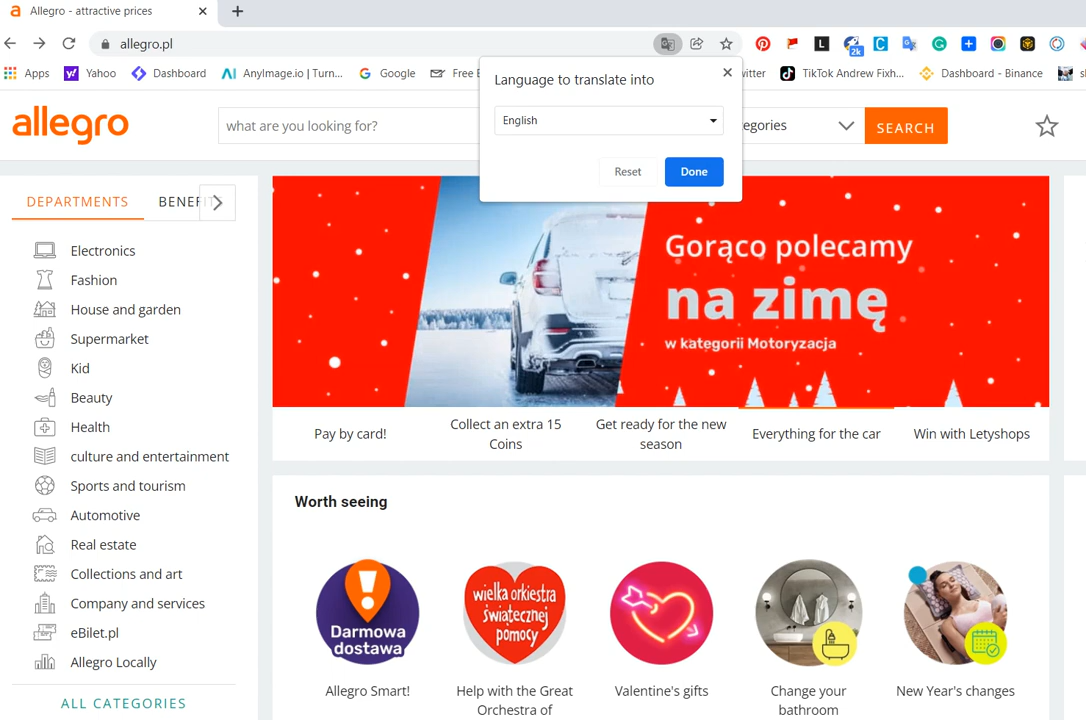 Allegro - attractive prices
allegro.pl
2k
Apps
Yahoo
Dashboard
AnyImage.io | Turn...
Google
Free
TikTok Andrew Fixh...
Dashboard - Binance
Language to translate into
English
Reset
Done
allegro
what are you looking for?
SEARCH
DEPARTMENTS
Electronics
Fashion
House and garden
Supermarket
Kid
Beauty
Health
culture and entertainment
Sports and tourism
Automotive
Real estate
Collections and art
Company and services
eBilet.pl
Allegro Locally
ALL CATEGORIES
Gorąco polecamy
na zimę
w kategorii Motoryzacja
Pay by card!
Collect an extra 15
Coins
Get ready for the new
season
Everything for the car
Win with Letyshops
Worth seeing
Darmowa
dostawa
wielka orkiestra
świątecznej
pomocy
Allegro Smart!
Help with the Great
Orchestra of
Valentine's gifts
Change your
bathroom
New Year's changes